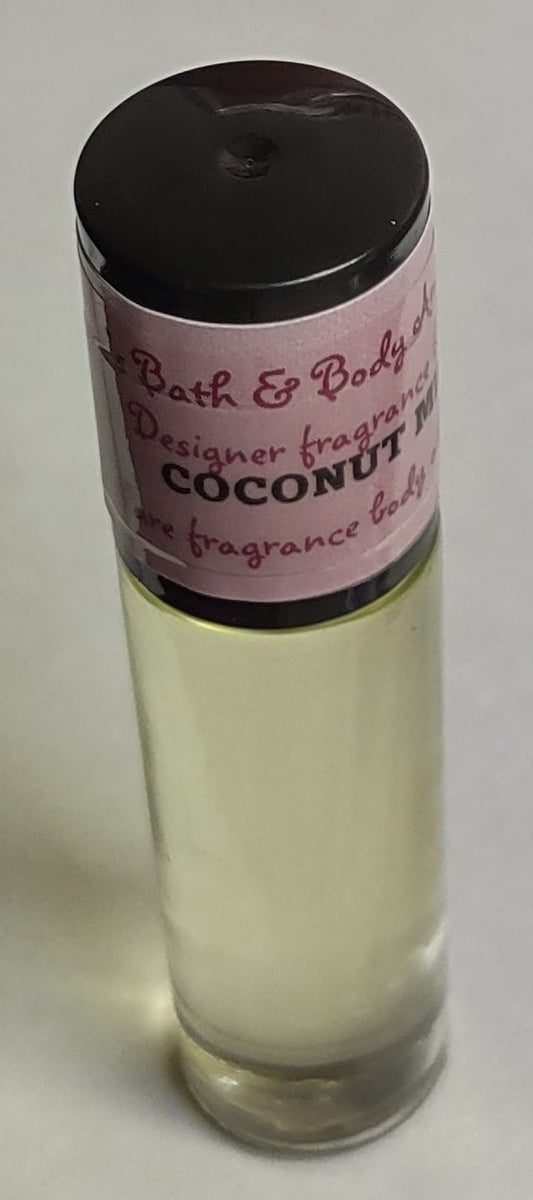 Bath & Body
Designer fragrance
COCONUT
fragrance body